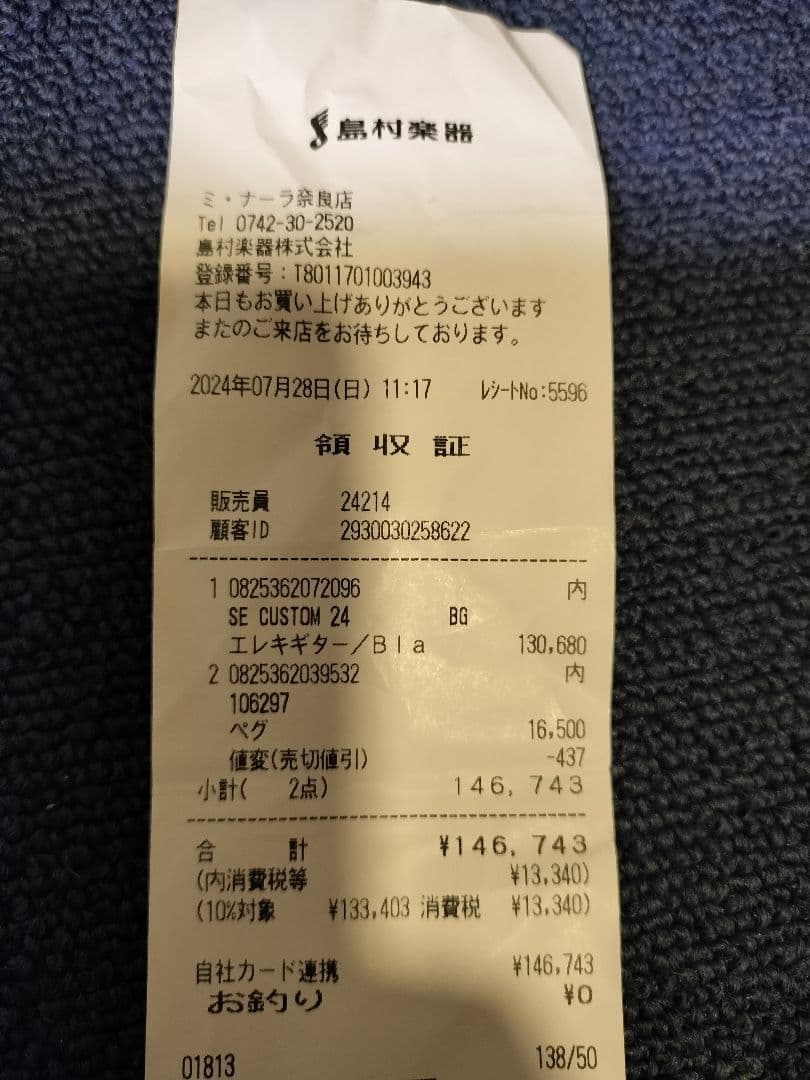 島村楽器
ミ・ナーラ奈良店
Tel 0742-30-2520
島村楽器株式会社
登録番号：T8011701003943
本日もお買い上げありがとうございます
またのご来店をお待ちしております。
2024年07月28日(日) 11:17 ﾚｼｰﾄNo:5596
領収証
販売員 24214
顧客ID 2930030258622
1 0825362072096 内
SE CUSTOM 24 BG
エレキギター／Ｂｌａ 130,680
2 0825362039532 内
106297
ペグ 16,500
値変(売切値引) -437
小計( 2点) 146,743
合 計 ¥146,743
(内消費税等 ¥13,340)
(10%対象 ¥133,403 消費税 ¥13,340)
自社カード連携 ¥146,743
お釣り ¥0
01813 138/50